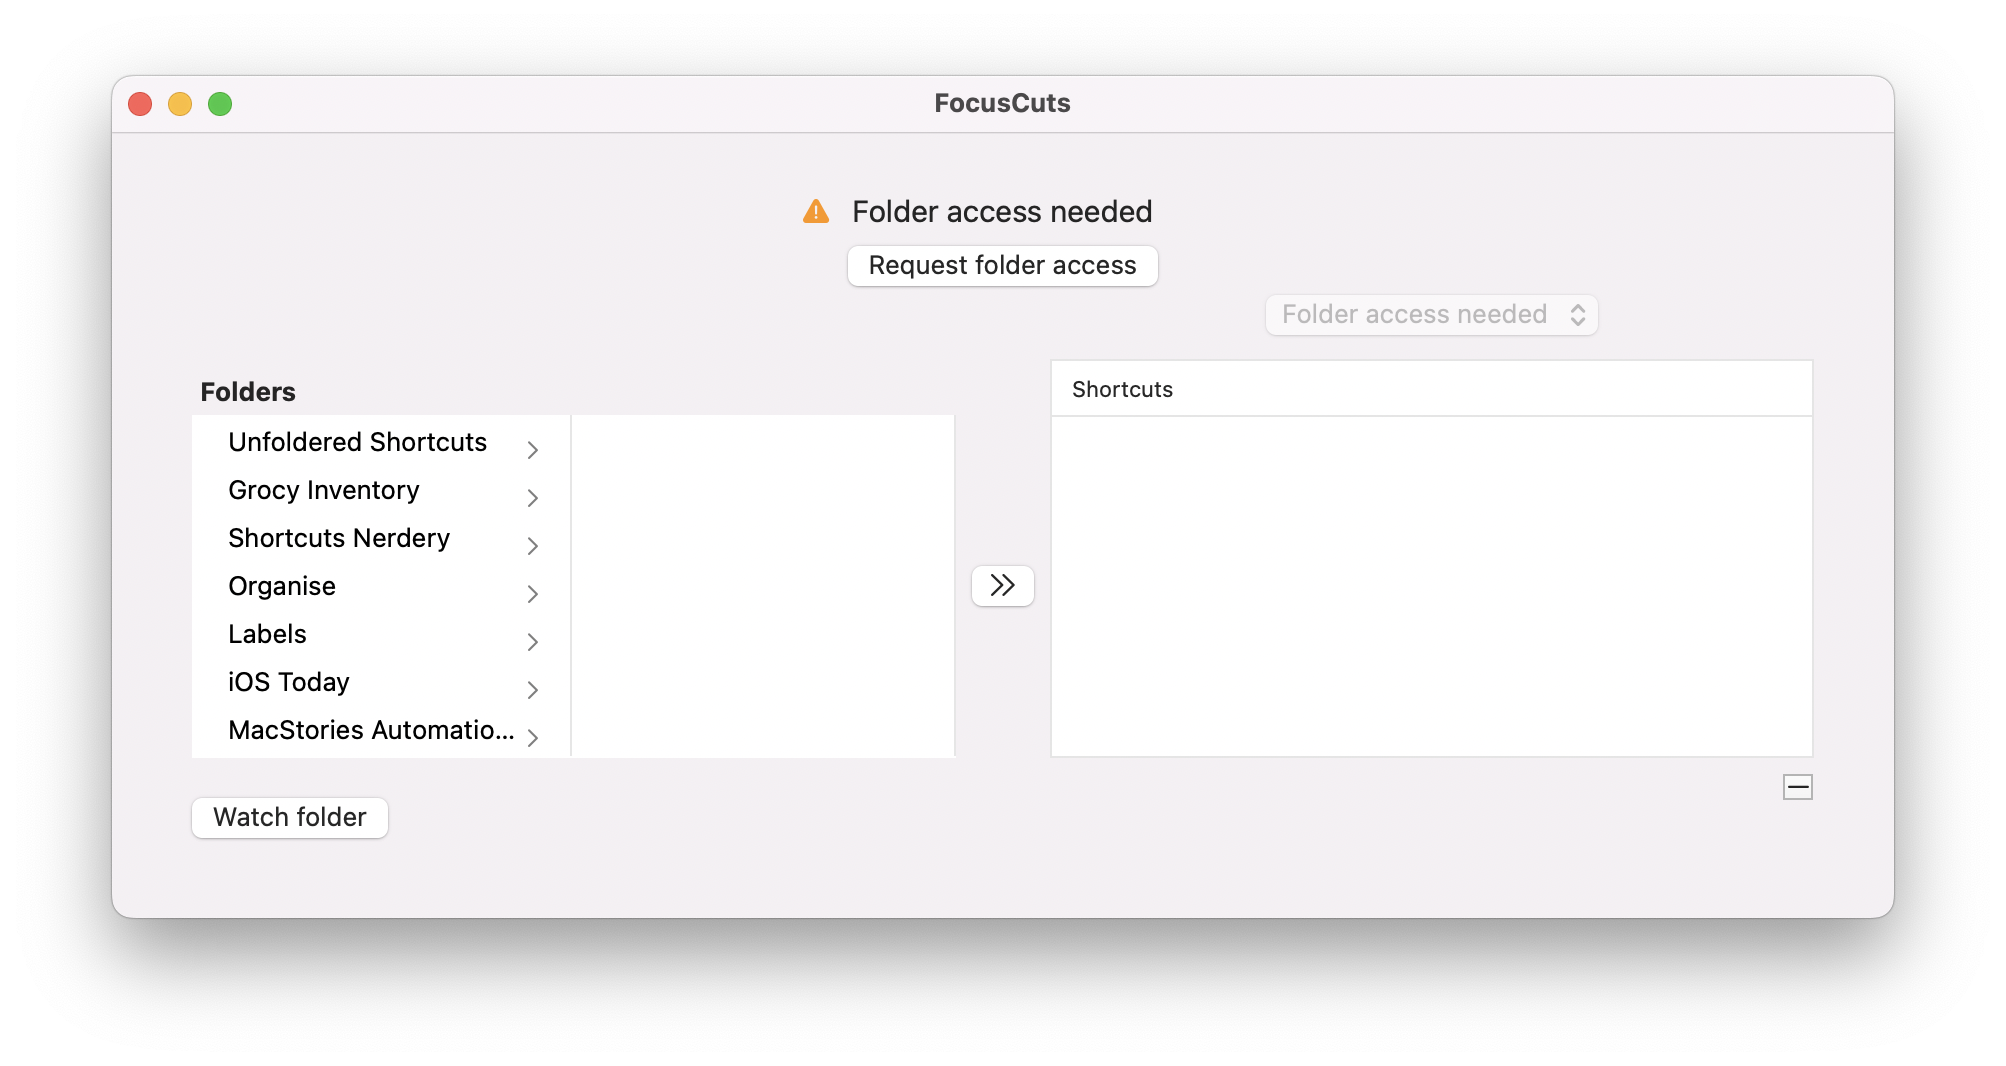 FocusCuts
Folder access needed
Request folder access
Folder access needed
Folders
Unfoldered Shortcuts
Grocy Inventory
Shortcuts Nerdery
Organise
Labels
iOS Today
MacStories Automatio...
Shortcuts
Watch folder